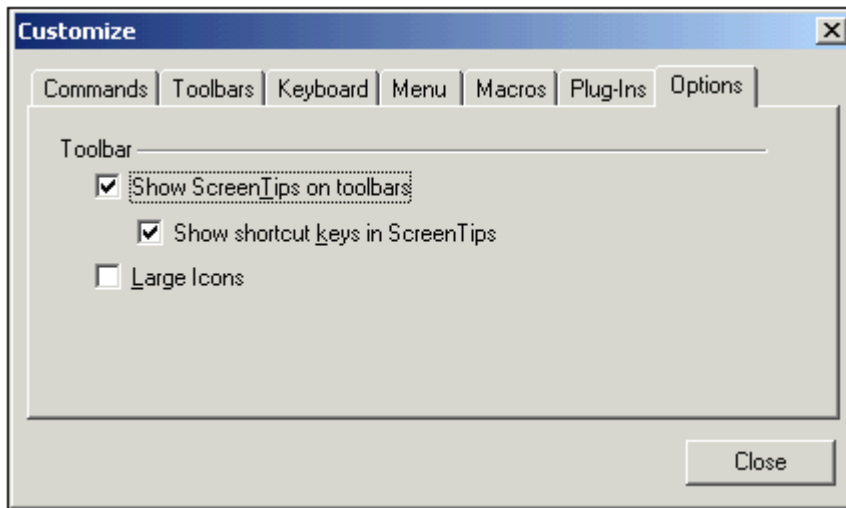 Customize
Commands Toolbars Keyboard Menu Macros Plug-Ins Options
Toolbar
Show ScreenTips on toolbars
Show shortcut keys in ScreenTips
Large Icons
Close